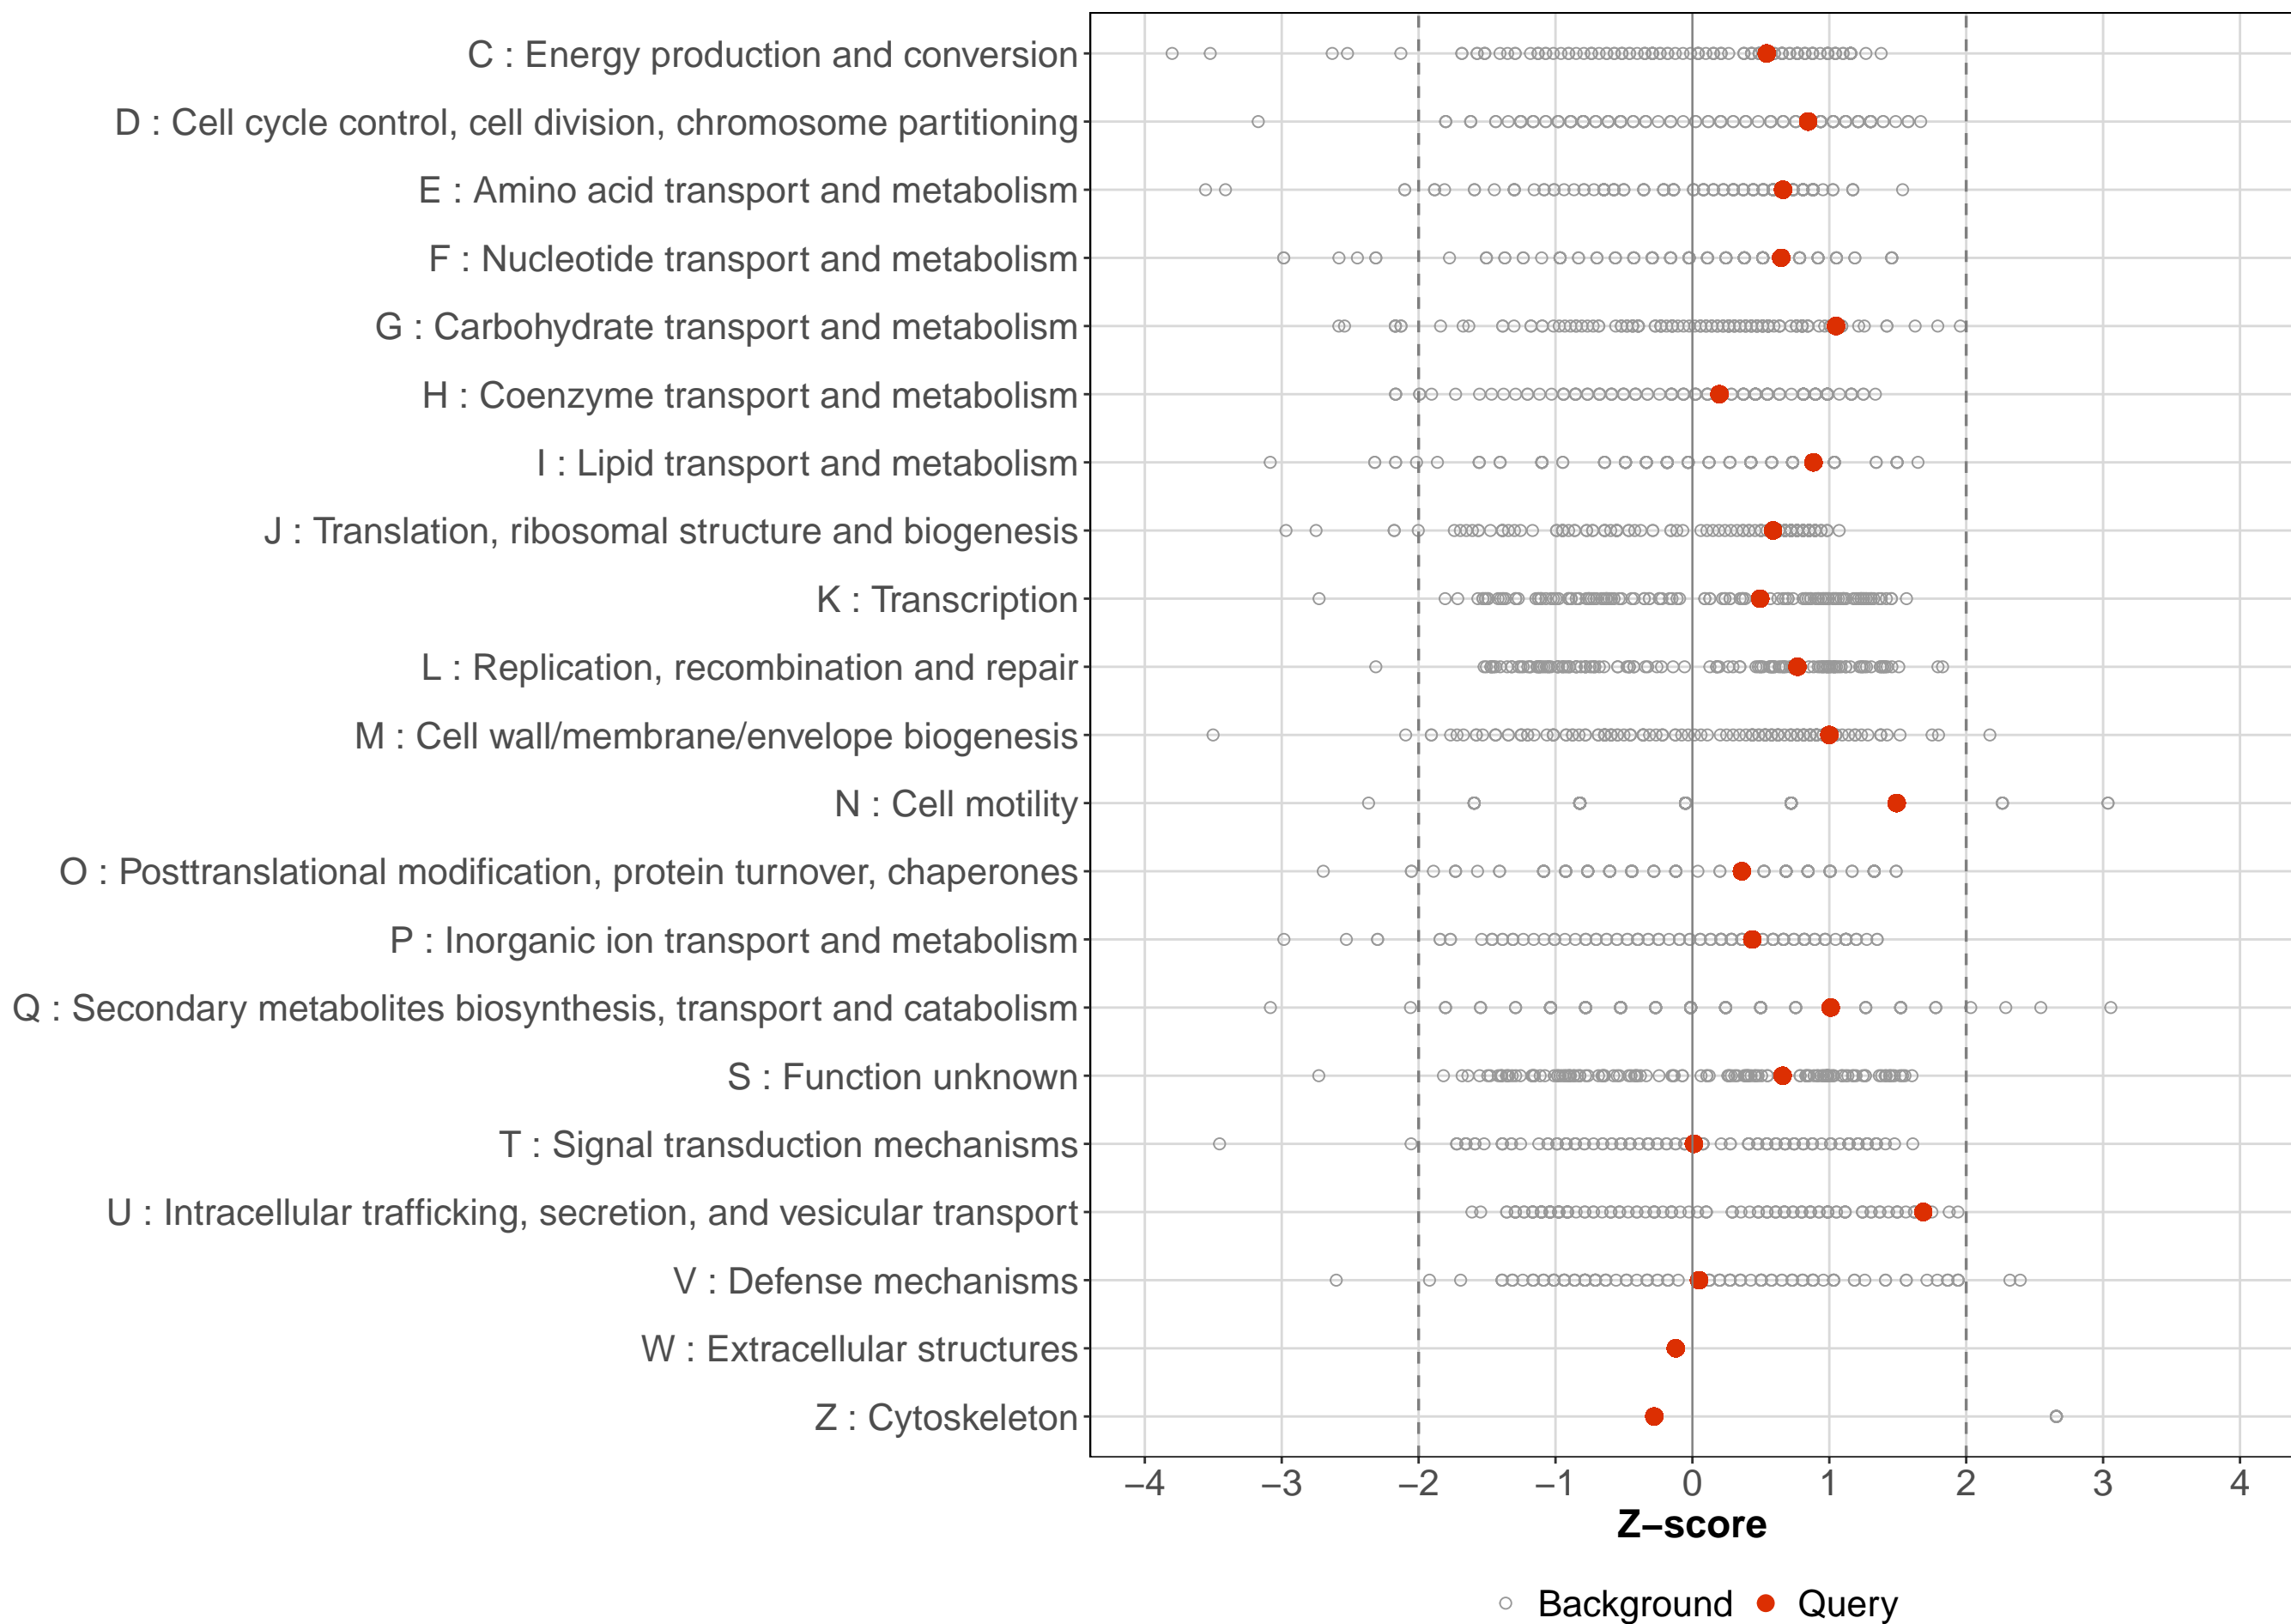 C : Energy production and conversion
D : Cell cycle control, cell division, chromosome partitioning
E : Amino acid transport and metabolism
F : Nucleotide transport and metabolism
G : Carbohydrate transport and metabolism
H : Coenzyme transport and metabolism
I : Lipid transport and metabolism
J : Translation, ribosomal structure and biogenesis
K : Transcription
L : Replication, recombination and repair
M : Cell wall/membrane/envelope biogenesis
N : Cell motility
O : Posttranslational modification, protein turnover, chaperones
P : Inorganic ion transport and metabolism
Q : Secondary metabolites biosynthesis, transport and catabolism
S : Function unknown
T : Signal transduction mechanisms
U : Intracellular trafficking, secretion, and vesicular transport
V : Defense mechanisms
W : Extracellular structures
Z : Cytoskeleton
−4 −3 −2 −1 0 1 2 3 4
Z−score
Background Query